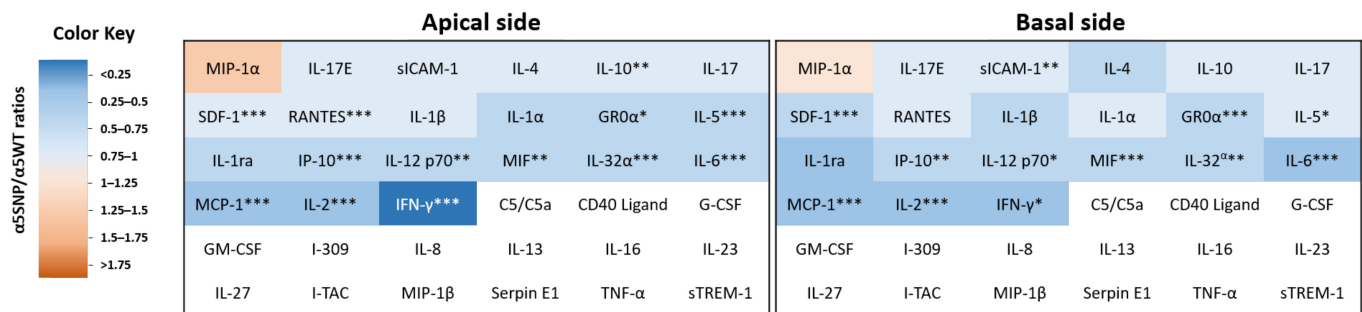 Apical side
Basal side
Color Key
α5SNP/α5WT ratios
<0.25
0.25–0.5
0.5–0.75
0.75–1
1–1.25
1.25–1.5
1.5–1.75
>1.75
MIP-1α IL-17E sICAM-1 IL-4 IL-10** IL-17
SDF-1*** RANTES*** IL-1β IL-1α GR0α* IL-5***
IL-1ra IP-10*** IL-12 p70** MIF** IL-32α*** IL-6***
MCP-1*** IL-2*** IFN-γ*** C5/C5a CD40 Ligand G-CSF
GM-CSF I-309 IL-8 IL-13 IL-16 IL-23
IL-27 I-TAC MIP-1β Serpin E1 TNF-α sTREM-1
MIP-1α IL-17E sICAM-1** IL-4 IL-10 IL-17
SDF-1*** RANTES IL-1β IL-1α GR0α*** IL-5*
IL-1ra IP-10** IL-12 p70* MIF*** IL-32ᵅ** IL-6***
MCP-1*** IL-2*** IFN-γ* C5/C5a CD40 Ligand G-CSF
GM-CSF I-309 IL-8 IL-13 IL-16 IL-23
IL-27 I-TAC MIP-1β Serpin E1 TNF-α sTREM-1